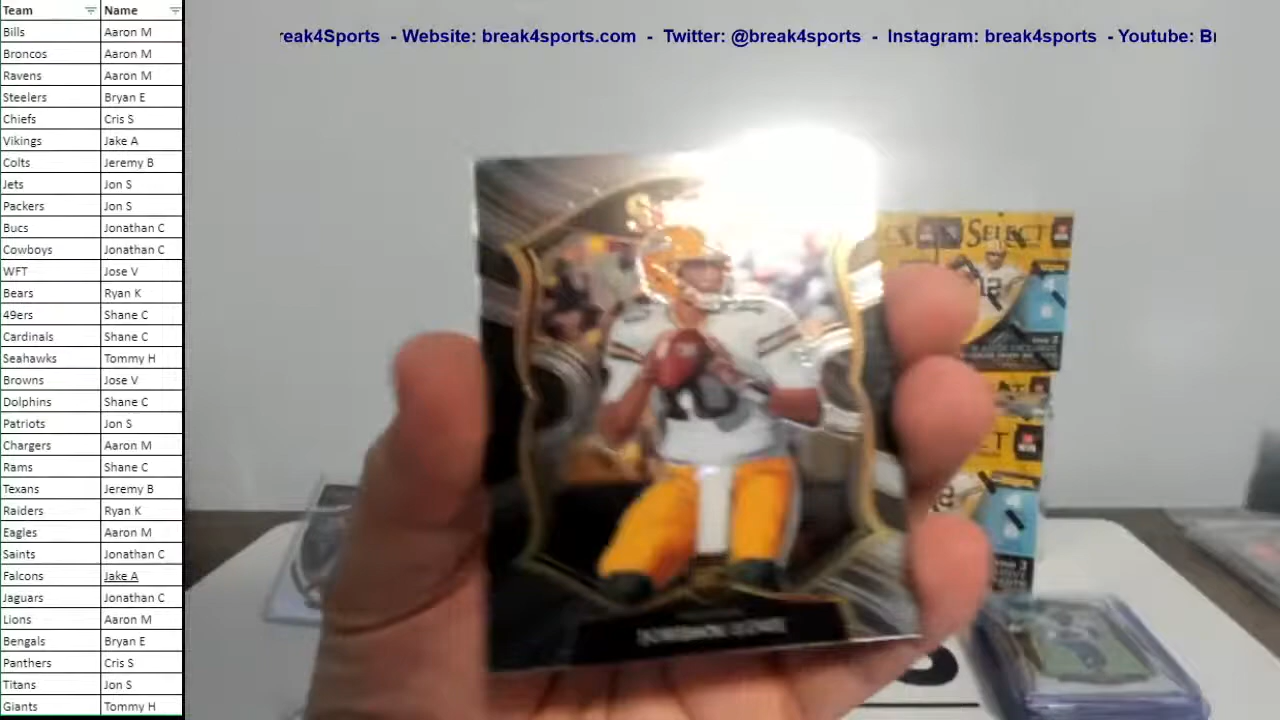 Team Name
Bills Aaron M
Broncos Aaron M
Ravens Aaron M
Steelers Bryan E
Chiefs Cris S
Vikings Jake A
Colts Jeremy B
Jets Jon S
Packers Jon S
Bucs Jonathan C
Cowboys Jonathan C
WFT Jose V
Bears Ryan K
49ers Shane C
Cardinals Shane C
Seahawks Tommy H
Browns Jose V
Dolphins Shane C
Patriots Jon S
Chargers Aaron M
Rams Shane C
Texans Jeremy B
Raiders Ryan K
Eagles Aaron M
Saints Jonathan C
Falcons Jake A
Jaguars Jonathan C
Lions Aaron M
Bengals Bryan E
Panthers Cris S
Titans Jon S
Giants Tommy H
reak4Sports - Website: break4sports.com - Twitter: @break4sports - Instagram: break4sports - Youtube: B
SELECT
10
12